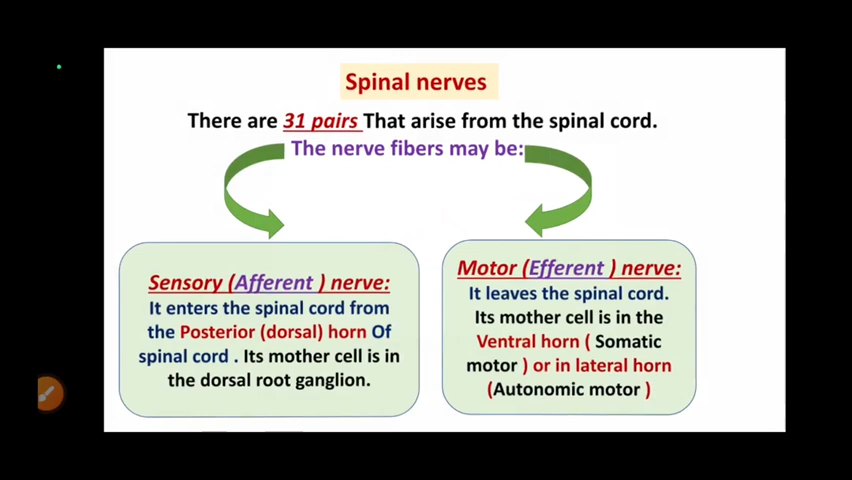 Spinal nerves
There are 31 pairs That arise from the spinal cord.
The nerve fibers may be:
Sensory (Afferent ) nerve:
It enters the spinal cord from
the Posterior (dorsal) horn Of
spinal cord . Its mother cell is in
the dorsal root ganglion.
Motor (Efferent ) nerve:
It leaves the spinal cord.
Its mother cell is in the
Ventral horn ( Somatic
motor ) or in lateral horn
(Autonomic motor )